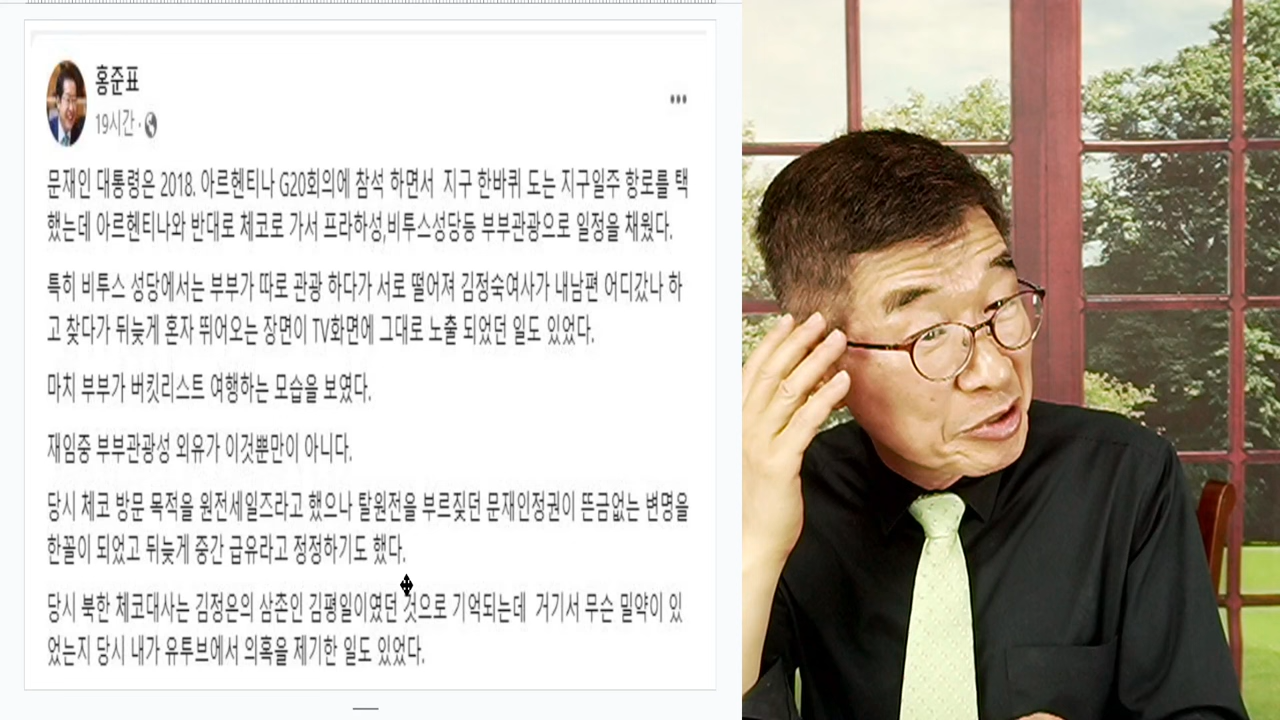 홍준표
19시간 ·
문재인 대통령은 2018. 아르헨티나 G20회의에 참석 하면서 지구 한바퀴 도는 지구일주 항로를 택
했는데 아르헨티나와 반대로 체코로 가서 프라하성,비투스성당등 부부관광으로 일정을 채웠다.
특히 비투스 성당에서는 부부가 따로 관광 하다가 서로 떨어져 김정숙여사가 내남편 어디갔나 하
고 찾다가 뒤늦게 혼자 뛰어오는 장면이 TV화면에 그대로 노출 되었던 일도 있었다.
마치 부부가 버킷리스트 여행하는 모습을 보였다.
재임중 부부관광성 외유가 이것뿐만이 아니다.
당시 체코 방문 목적을 원전세일즈라고 했으나 탈원전을 부르짖던 문재인정권이 뜬금없는 변명을
한꼴이 되었고 뒤늦게 중간 급유라고 정정하기도 했다.
당시 북한 체코대사는 김정은의 삼촌인 김평일이였던 것으로 기억되는데 거기서 무슨 밀약이 있
었는지 당시 내가 유투브에서 의혹을 제기한 일도 있었다.